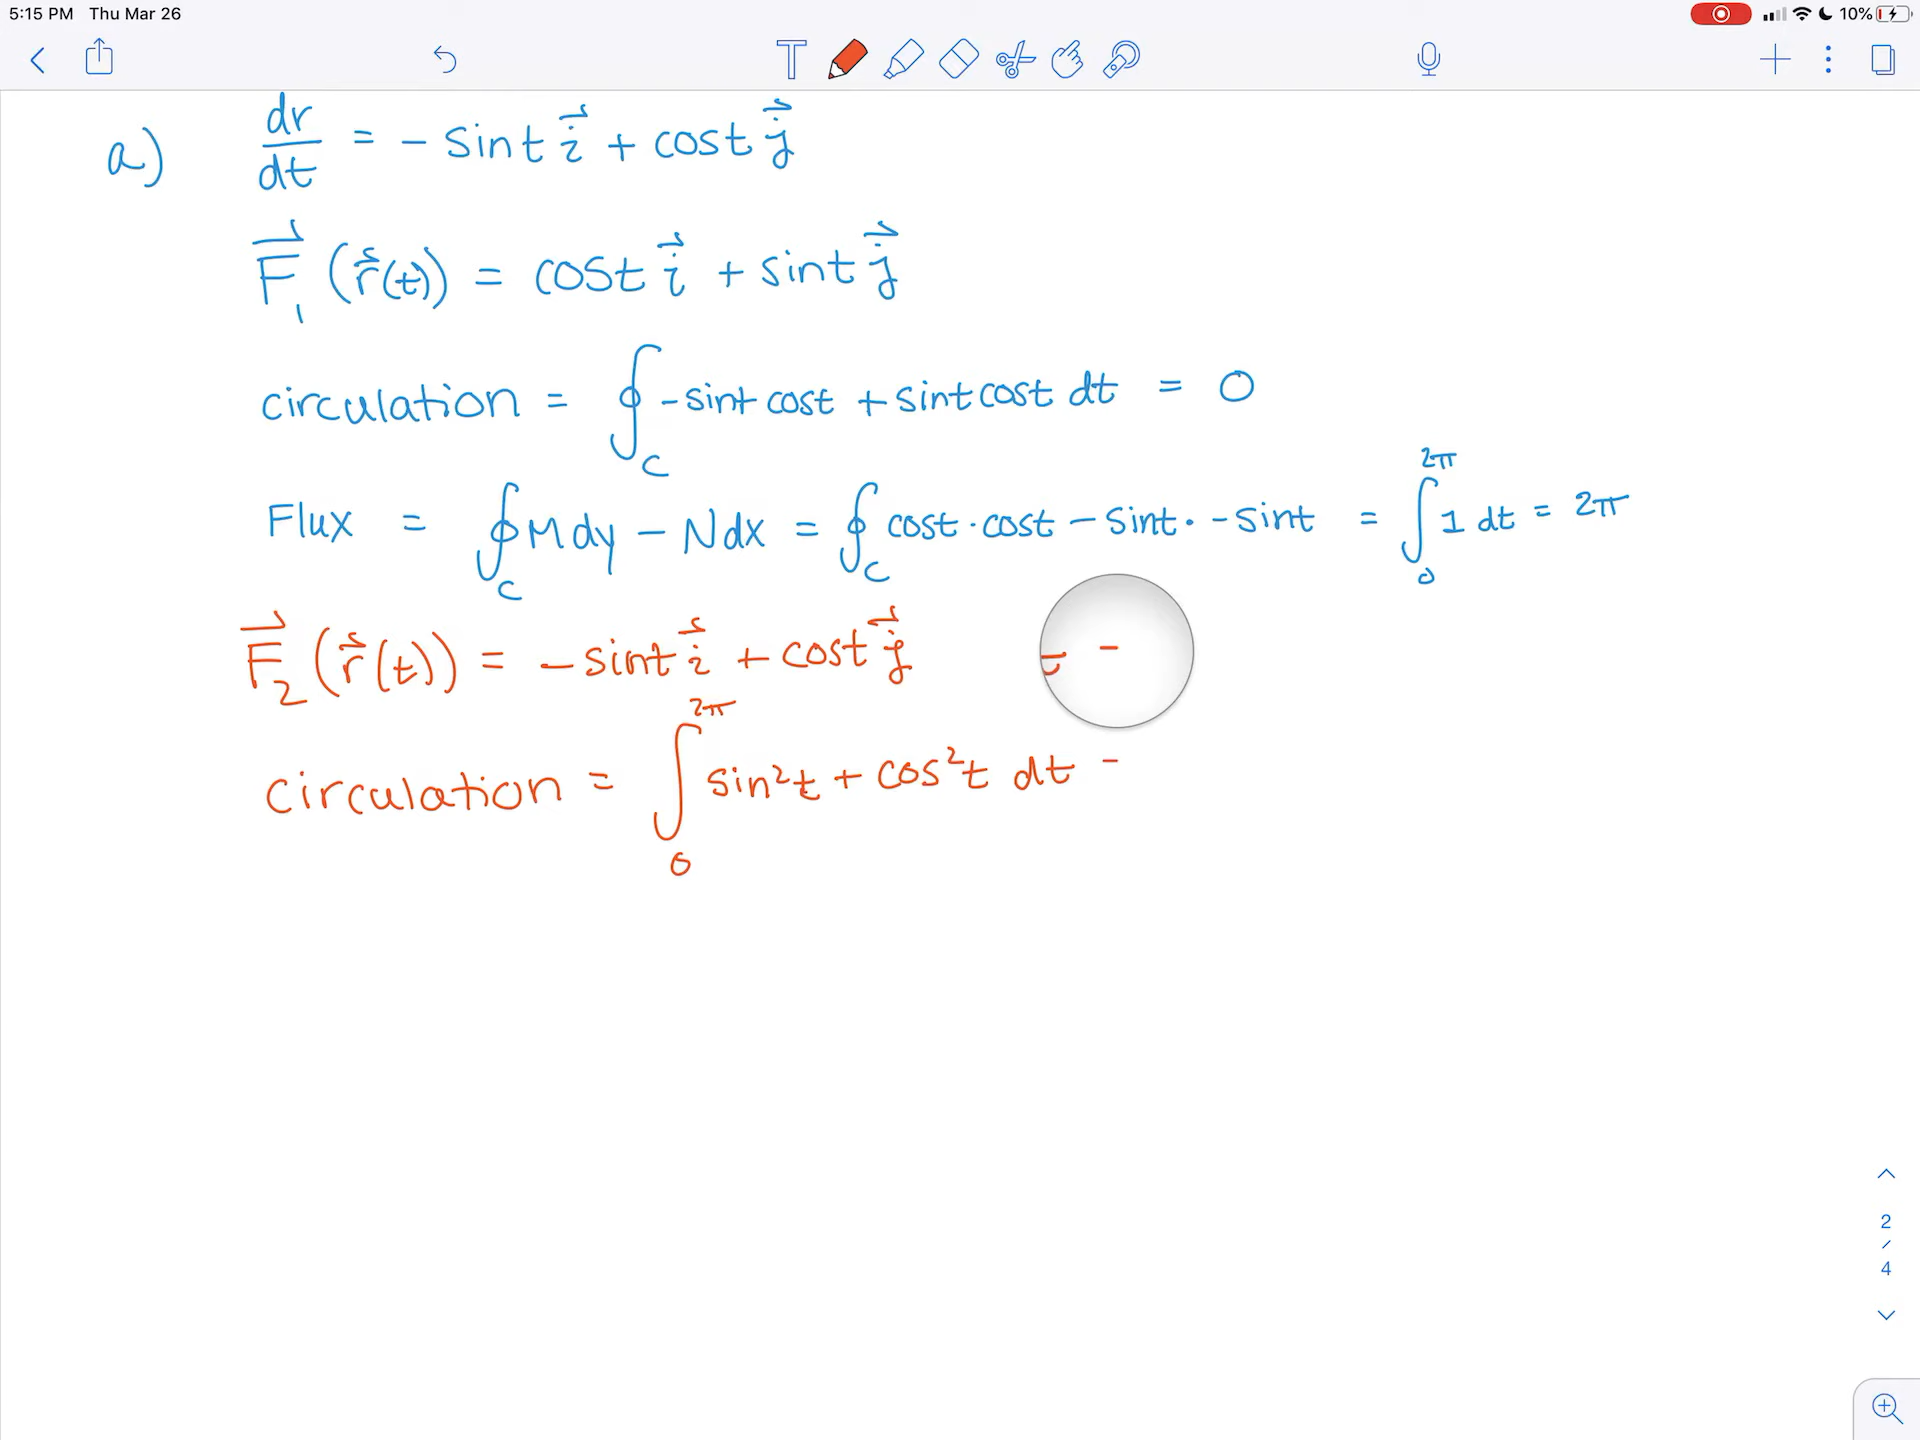 5:15 PM Thu Mar 26 10%
T
a) dr/dt = - sint i⃗ + cost j⃗
F⃗₁ (r⃗(t)) = cost i⃗ + sint j⃗
circulation = ∮_C -sint cost + sint cost dt = 0
Flux = ∮_C Mdy - Ndx = ∮_C cost · cost - sint · - sint = ∫₀^2π 1 dt = 2π
F⃗₂ (r⃗(t)) = - sint i⃗ + cost j⃗
circulation = ∫₀^2π sin²t + cos²t dt -
2
/
4